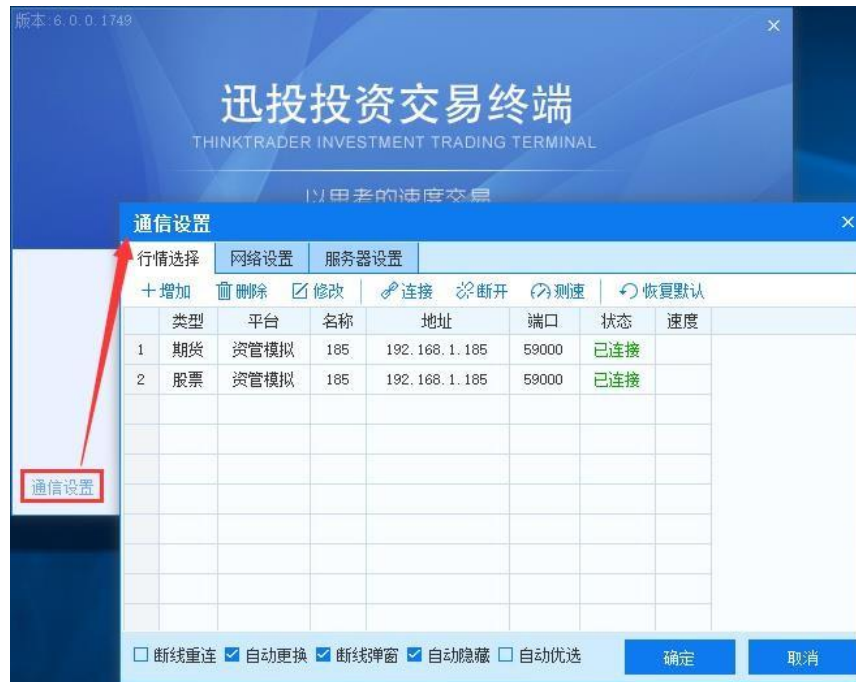 版本:6.0.0.1749
迅投投资交易终端
THINKTRADER INVESTMENT TRADING TERMINAL
以思考的速度交易
通信设置
行情选择 网络设置 服务器设置
增加 删除 修改 连接 断开 测速 恢复默认
类型 平台 名称 地址 端口 状态 速度
1 期货 资管模拟 185 192.168.1.185 59000 已连接
2 股票 资管模拟 185 192.168.1.185 59000 已连接
通信设置
断线重连 自动更换 断线弹窗 自动隐藏 自动优选 确定 取消